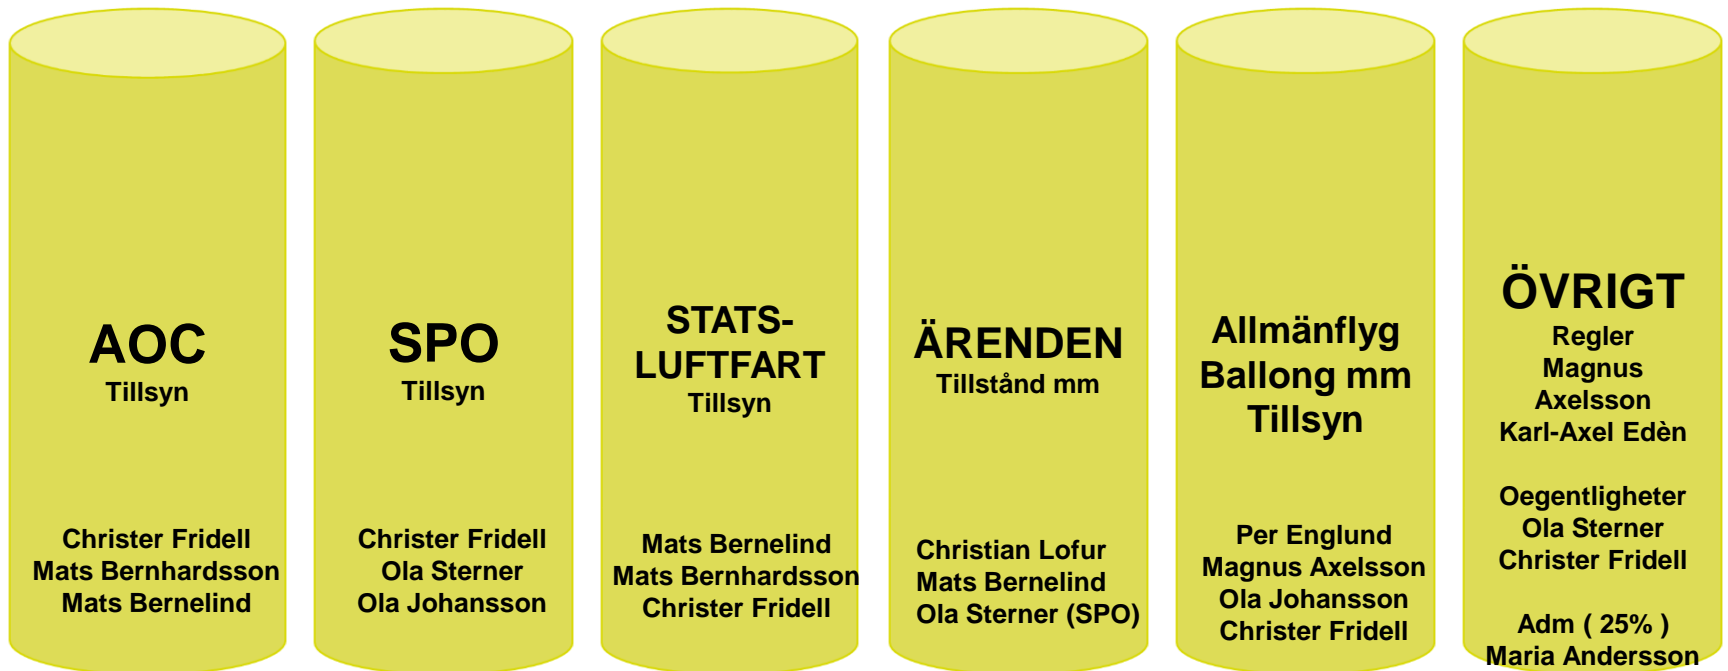 AOC
Tillsyn
Christer Fridell
Mats Bernhardsson
Mats Bernelind
SPO
Tillsyn
Christer Fridell
Ola Sterner
Ola Johansson
STATS-
LUFTFART
Tillsyn
Mats Bernelind
Mats Bernhardsson
Christer Fridell
ÄRENDEN
Tillstånd mm
Christian Lofur
Mats Bernelind
Ola Sterner (SPO)
Allmänflyg
Ballong mm
Tillsyn
Per Englund
Magnus Axelsson
Ola Johansson
Christer Fridell
ÖVRIGT
Regler
Magnus
Axelsson
Karl-Axel Edèn
Oegentligheter
Ola Sterner
Christer Fridell
Adm ( 25% )
Maria Andersson